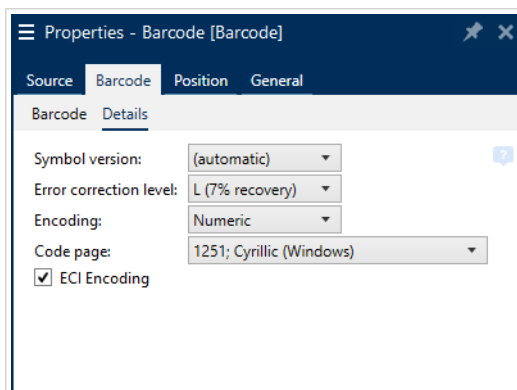 Properties - Barcode [Barcode]
Source Barcode Position General
Barcode Details
Symbol version: (automatic)
Error correction level: L (7% recovery)
Encoding: Numeric
Code page: 1251; Cyrillic (Windows)
ECI Encoding
?